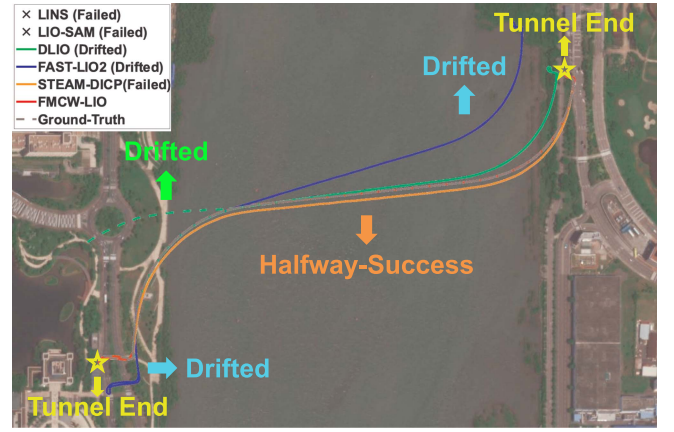 × LINS (Failed)
× LIO-SAM (Failed)
DLIO (Drifted)
FAST-LIO2 (Drifted)
STEAM-DICP(Failed)
FMCW-LIO
Ground-Truth
Tunnel End
Drifted
Drifted
Halfway-Success
Drifted
Tunnel End